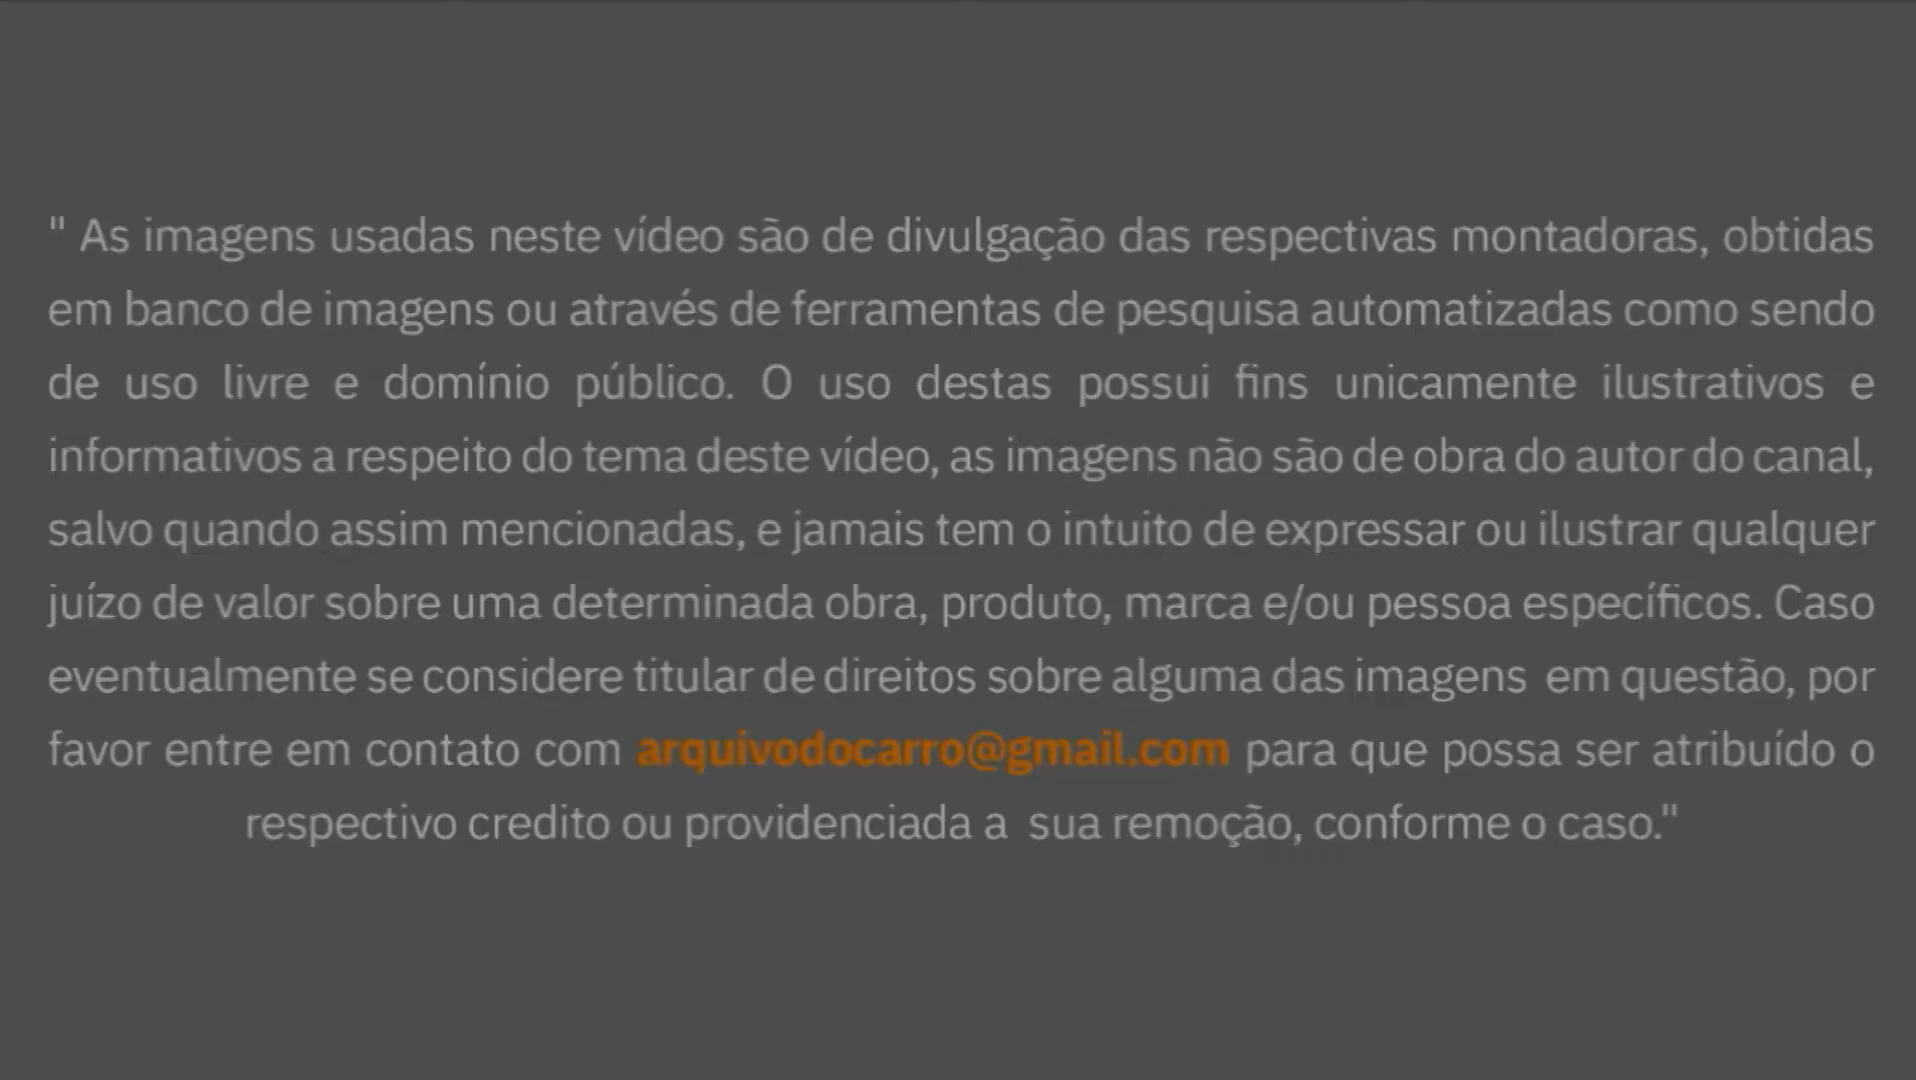 " As imagens usadas neste vídeo são de divulgação das respectivas montadoras, obtidas
em banco de imagens ou através de ferramentas de pesquisa automatizadas como sendo
de uso livre e domínio público. O uso destas possui fins unicamente ilustrativos e
informativos a respeito do tema deste vídeo, as imagens não são de obra do autor do canal,
salvo quando assim mencionadas, e jamais tem o intuito de expressar ou ilustrar qualquer
juízo de valor sobre uma determinada obra, produto, marca e/ou pessoa específicos. Caso
eventualmente se considere titular de direitos sobre alguma das imagens em questão, por
favor entre em contato com arquivodocarro@gmail.com para que possa ser atribuído o
respectivo credito ou providenciada a sua remoção, conforme o caso."